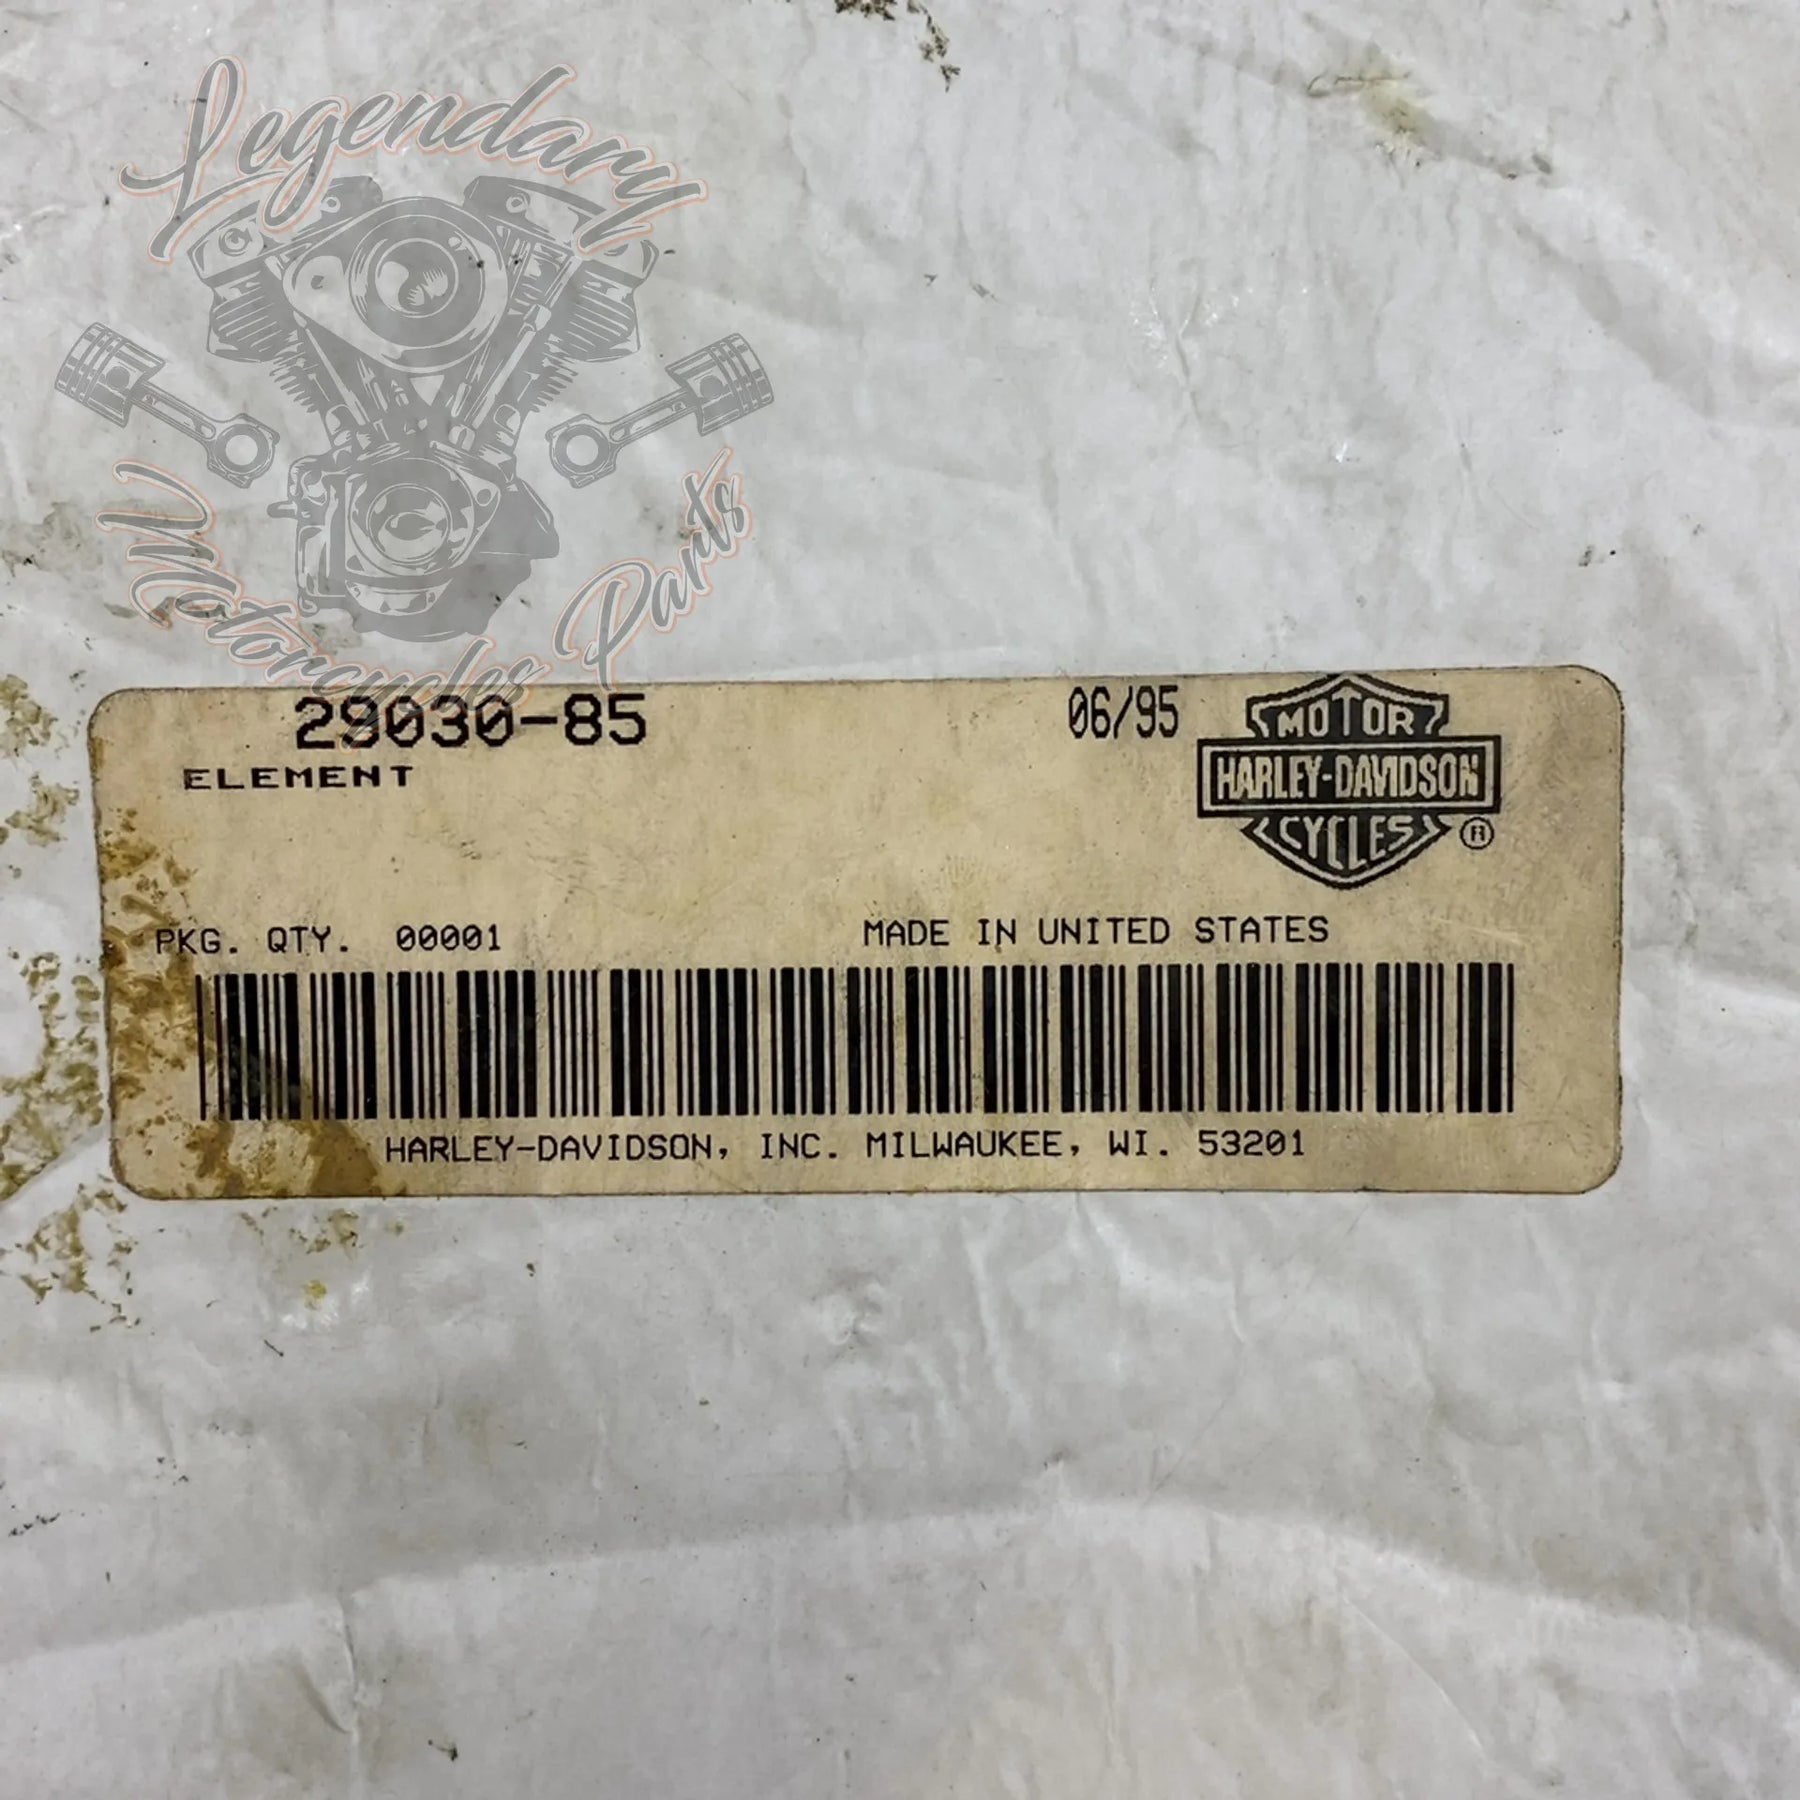 Legendary
Motorcycles Parts
29030-85
06/95
ELEMENT
MOTOR
HARLEY-DAVIDSON
CYCLES
®
PKG. QTY. 00001
MADE IN UNITED STATES
HARLEY-DAVIDSON, INC. MILWAUKEE, WI. 53201